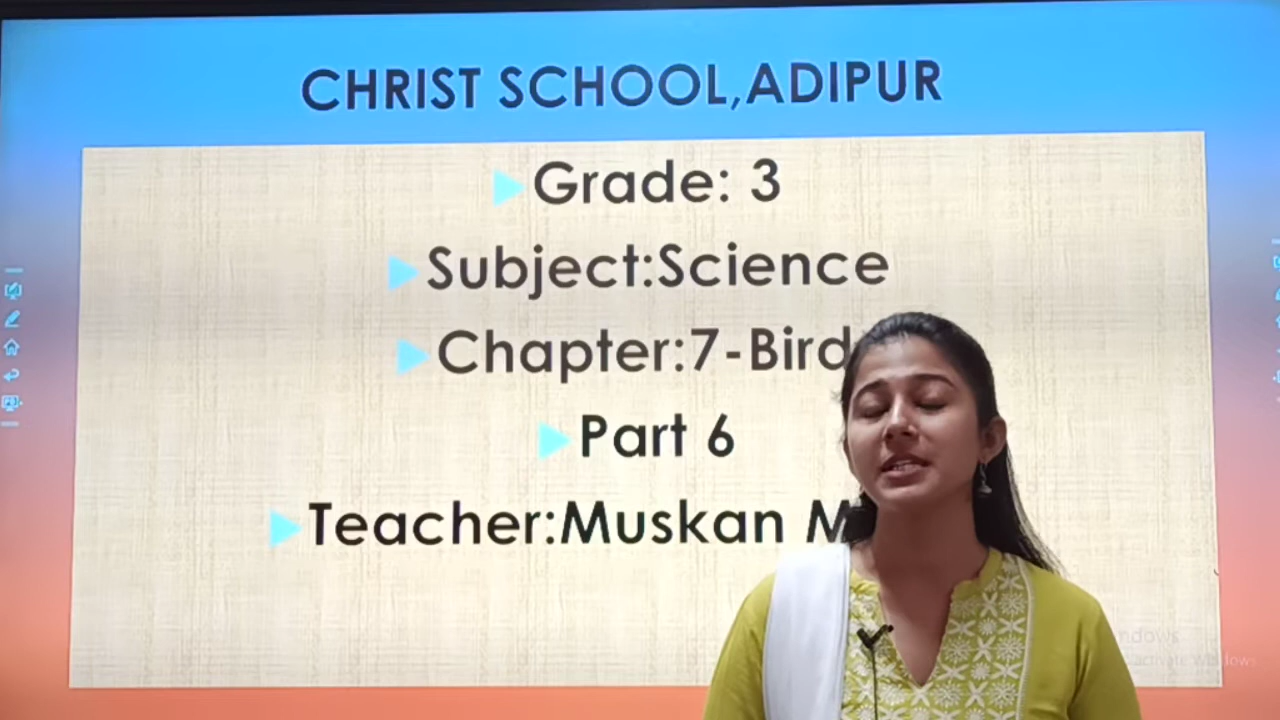 CHRIST SCHOOL,ADIPUR
Grade: 3
Subject:Science
Chapter:7-Bird
Part 6
Teacher:Muskan M